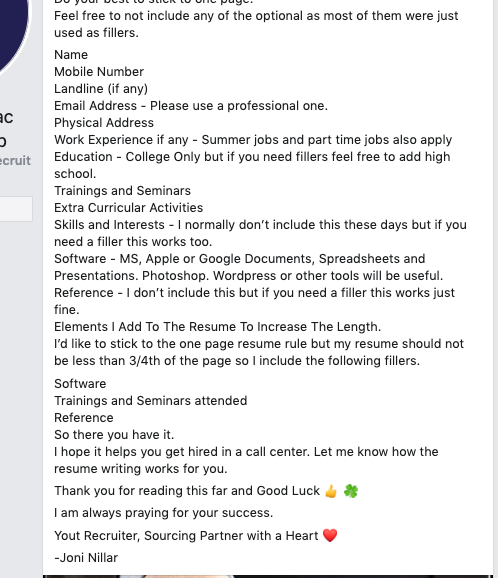 Do your best to stick to one page.
Feel free to not include any of the optional as most of them were just
used as fillers.
Name
Mobile Number
Landline (if any)
Email Address - Please use a professional one.
Physical Address
Work Experience if any - Summer jobs and part time jobs also apply
Education - College Only but if you need fillers feel free to add high
school.
Trainings and Seminars
Extra Curricular Activities
Skills and Interests - I normally don’t include this these days but if you
need a filler this works too.
Software - MS, Apple or Google Documents, Spreadsheets and
Presentations. Photoshop. Wordpress or other tools will be useful.
Reference - I don’t include this but if you need a filler this works just
fine.
Elements I Add To The Resume To Increase The Length.
I’d like to stick to the one page resume rule but my resume should not
be less than 3/4th of the page so I include the following fillers.
Software
Trainings and Seminars attended
Reference
So there you have it.
I hope it helps you get hired in a call center. Let me know how the
resume writing works for you.
Thank you for reading this far and Good Luck 👍 🍀
I am always praying for your success.
Yout Recruiter, Sourcing Partner with a Heart ❤️
-Joni Nillar
ac
ecruit